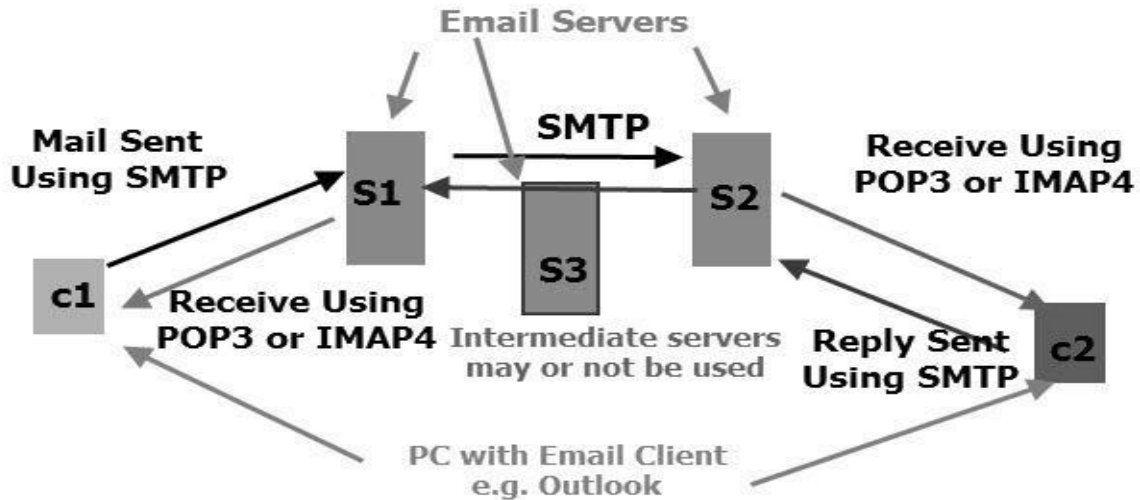 Email Servers
SMTP
Mail Sent
Using SMTP
Receive Using
POP3 or IMAP4
S1
S2
S3
c1
Receive Using
POP3 or IMAP4
Intermediate servers
may or not be used
Reply Sent
Using SMTP
c2
PC with Email Client
e.g. Outlook